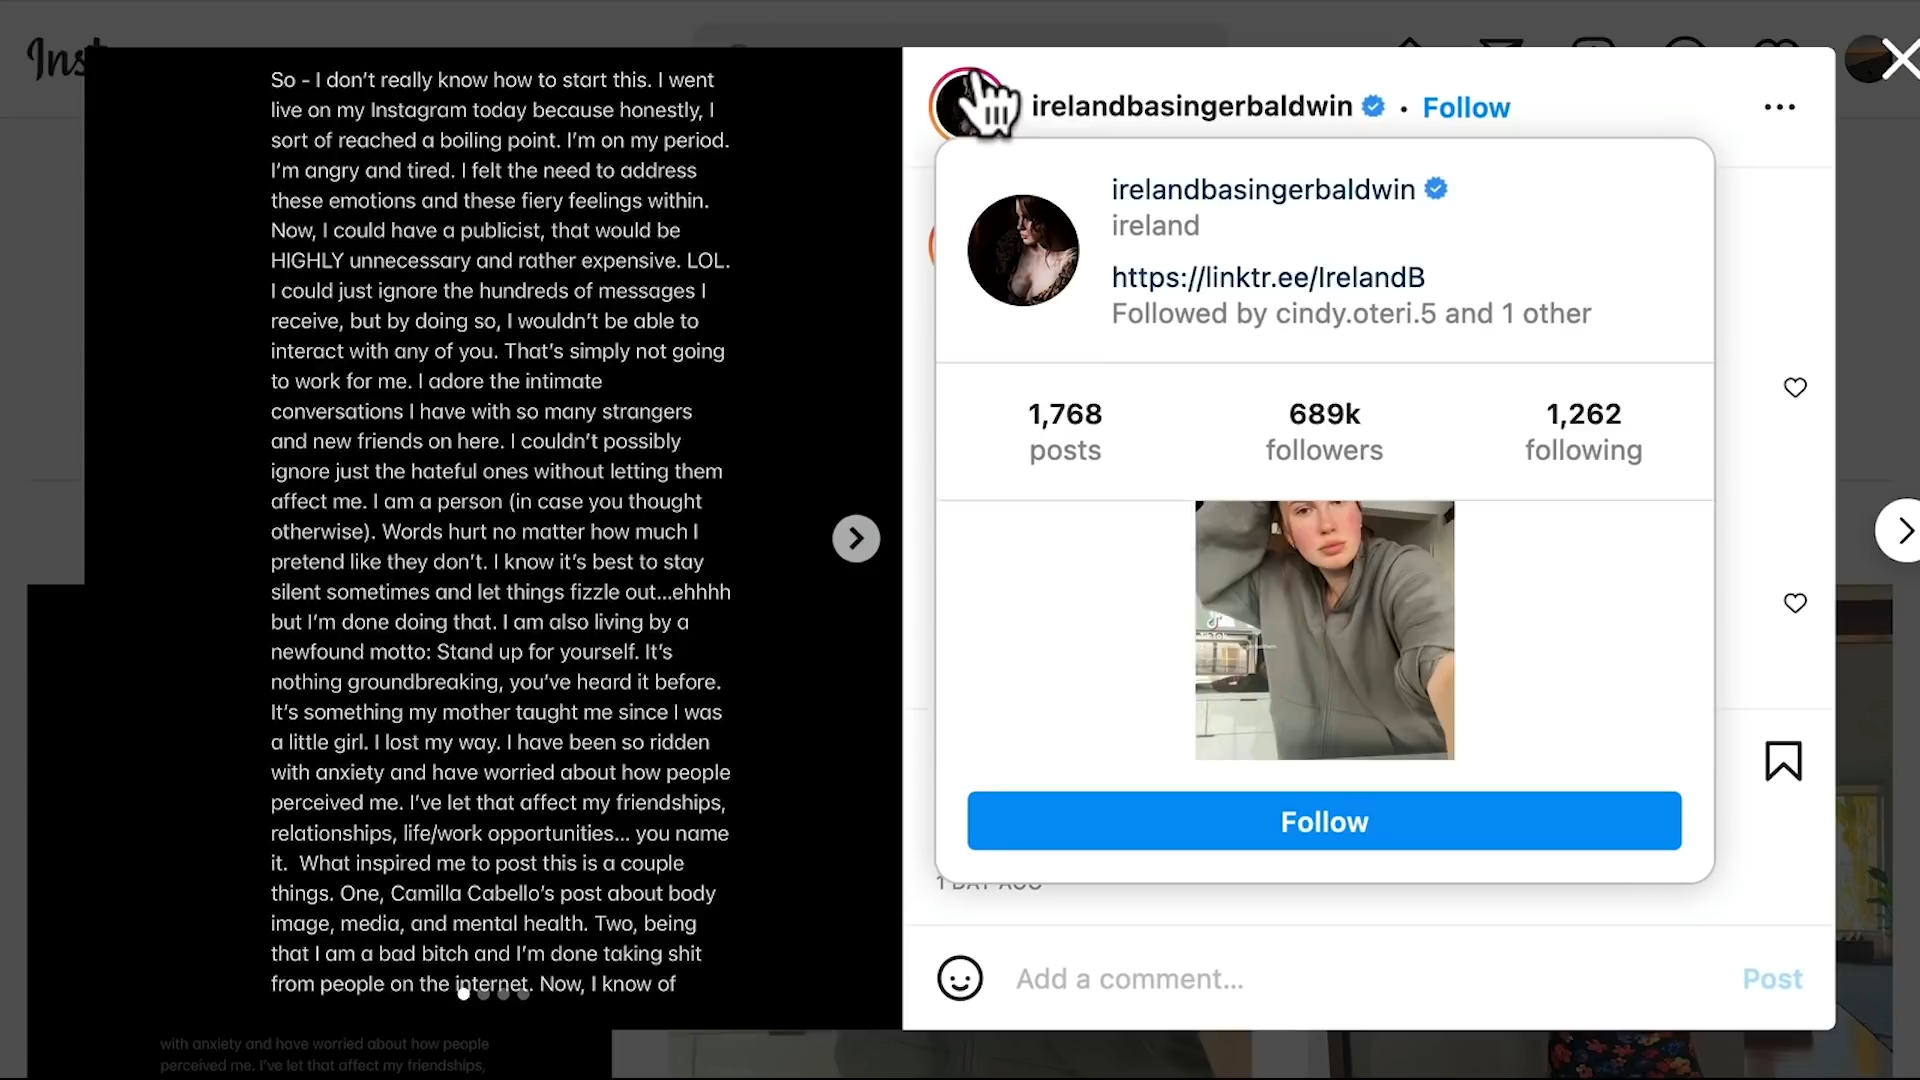 Inst
So - I don't really know how to start this. I went
live on my Instagram today because honestly, I
sort of reached a boiling point. I'm on my period.
I'm angry and tired. I felt the need to address
these emotions and these fiery feelings within.
Now, I could have a publicist, that would be
HIGHLY unnecessary and rather expensive. LOL.
I could just ignore the hundreds of messages I
receive, but by doing so, I wouldn't be able to
interact with any of you. That's simply not going
to work for me. I adore the intimate
conversations I have with so many strangers
and new friends on here. I couldn't possibly
ignore just the hateful ones without letting them
affect me. I am a person (in case you thought
otherwise). Words hurt no matter how much I
pretend like they don't. I know it's best to stay
silent sometimes and let things fizzle out...ehhhh
but I'm done doing that. I am also living by a
newfound motto: Stand up for yourself. It's
nothing groundbreaking, you've heard it before.
It's something my mother taught me since I was
a little girl. I lost my way. I have been so ridden
with anxiety and have worried about how people
perceived me. I've let that affect my friendships,
relationships, life/work opportunities... you name
it.  What inspired me to post this is a couple
things. One, Camilla Cabello's post about body
image, media, and mental health. Two, being
that I am a bad bitch and I'm done taking shit
from people on the internet. Now, I know of
with anxiety and have worried about how people
perceived me. I've let that affect my friendships,
irelandbasingerbaldwin • Follow
irelandbasingerbaldwin
ireland
https://linktr.ee/IrelandB
Followed by cindy.oteri.5 and 1 other
1,768 689k 1,262
posts followers following
TikTok
Follow
1 DAY AGO
Add a comment... Post